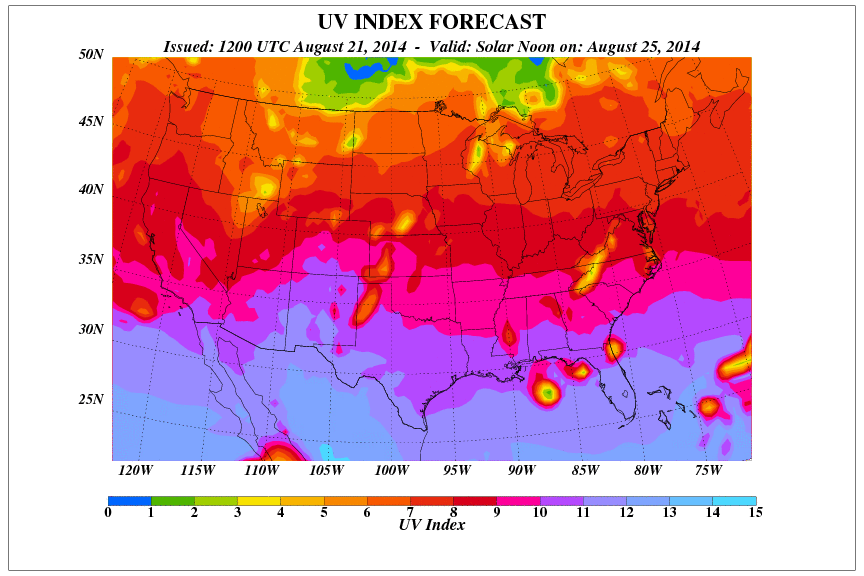 UV INDEX FORECAST
Issued: 1200 UTC August 21, 2014 - Valid: Solar Noon on: August 25, 2014
50N
45N
40N
35N
30N
25N
120W 115W 110W 105W 100W 95W 90W 85W 80W 75W
0 1 2 3 4 5 6 7 8 9 10 11 12 13 14 15
UV Index